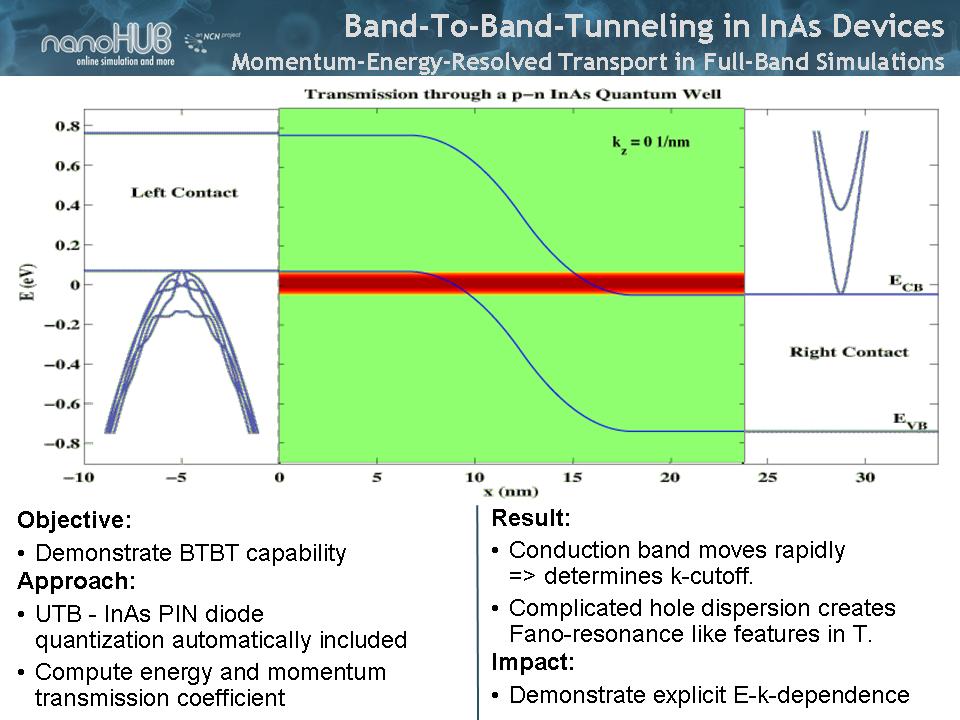 Band-To-Band-Tunneling in InAs Devices
nanoHUB
an NCN project
online simulation and more
Momentum-Energy-Resolved Transport in Full-Band Simulations
Transmission through a p-n InAs Quantum Well
E (eV)
0.8
0.6
0.4
0.2
0
-0.2
-0.4
-0.6
-0.8
Left Contact
k_z = 0 1/nm
E_CB
Right Contact
E_VB
-10
-5
0
5
10
15
20
25
30
x (nm)
Objective:
• Demonstrate BTBT capability
Approach:
• UTB - InAs PIN diode
quantization automatically included
• Compute energy and momentum
transmission coefficient
Result:
• Conduction band moves rapidly
=> determines k-cutoff.
• Complicated hole dispersion creates
Fano-resonance like features in T.
Impact:
• Demonstrate explicit E-k-dependence